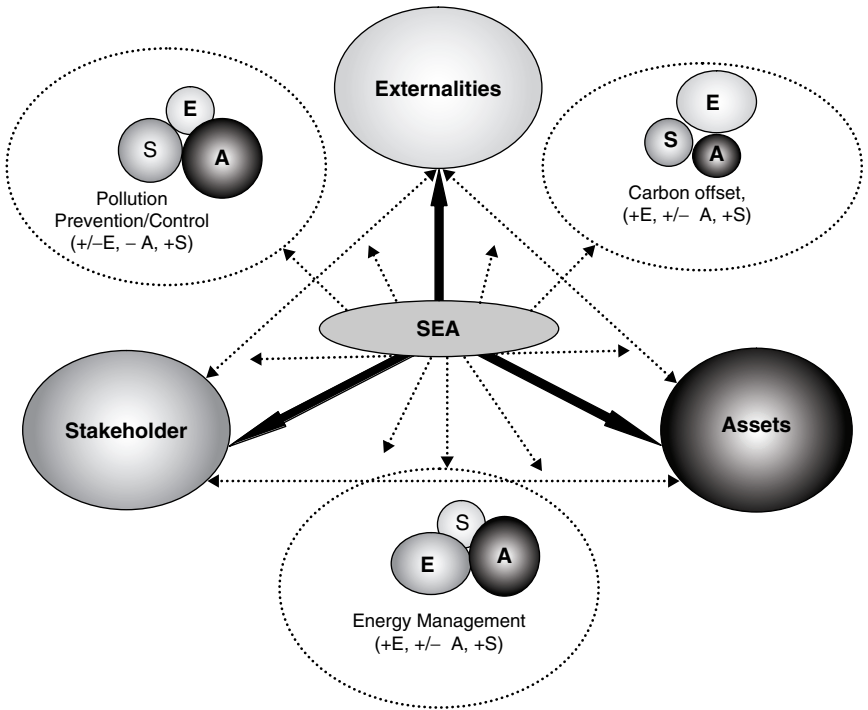 Externalities
E
S
A
Pollution
Prevention/Control
(+/–E, – A, +S)
E
S
A
Carbon offset,
(+E, +/– A, +S)
SEA
Stakeholder
Assets
S
E
A
Energy Management
(+E, +/– A, +S)